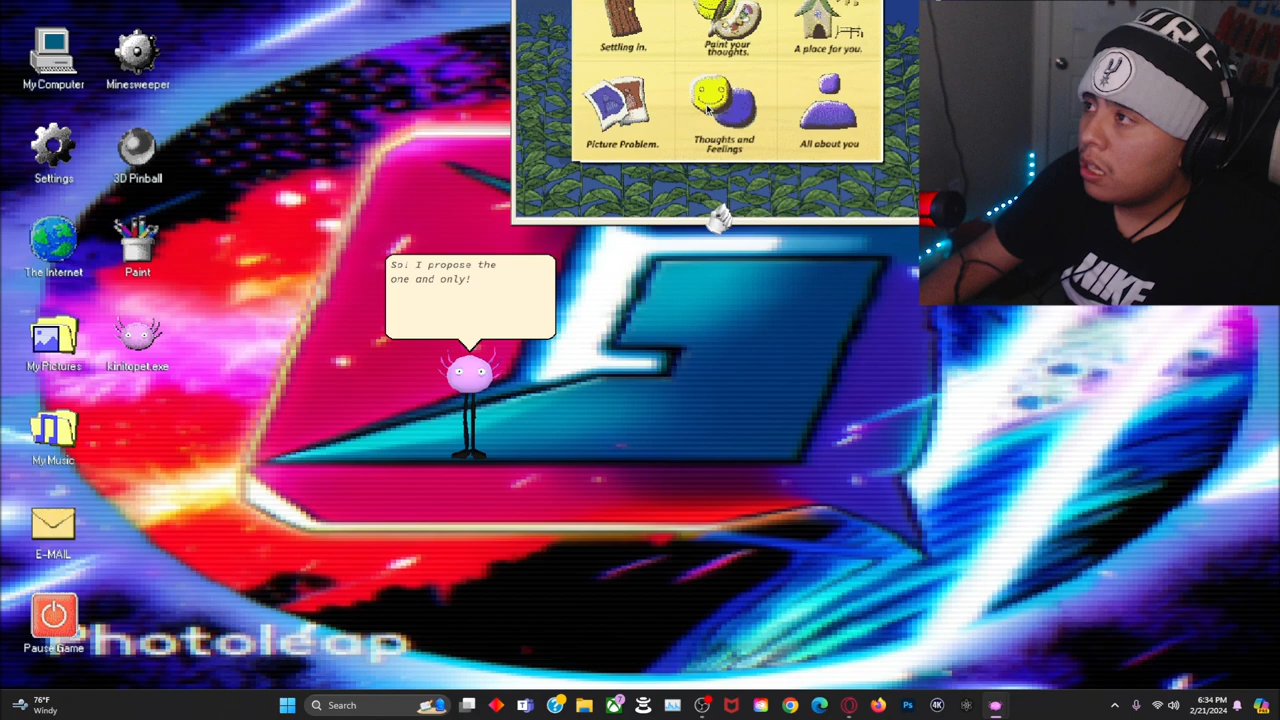 Settling in.
Paint your
thoughts.
A place for you.
Picture Problem.
Thoughts and
Feelings
All about you
My Computer
Minesweeper
Settings
3D Pinball
The Internet
Paint
My Pictures
kinitopet.exe
My Music
E-MAIL
Pause Game
So! I propose the
one and only!
Photoleap
NIKE
76°F
Windy
Search
6:34 PM
2/21/2024